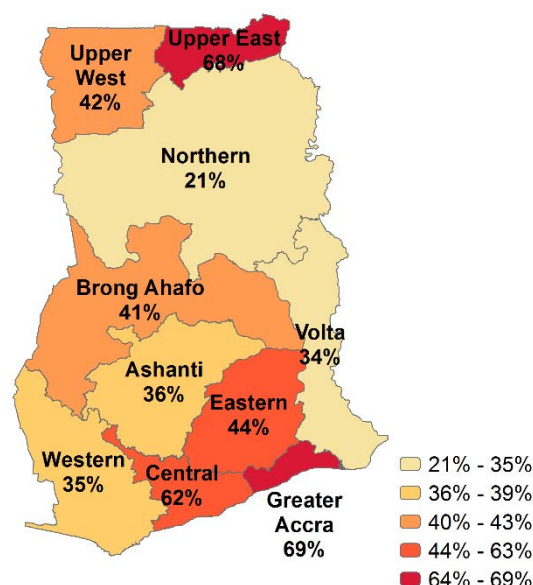 Upper East
68%
Upper
West
42%
Northern
21%
Brong Ahafo
41%
Volta
34%
Ashanti
36%
Eastern
44%
Western
35%
Central
62%
Greater
Accra
69%
21% - 35%
36% - 39%
40% - 43%
44% - 63%
64% - 69%